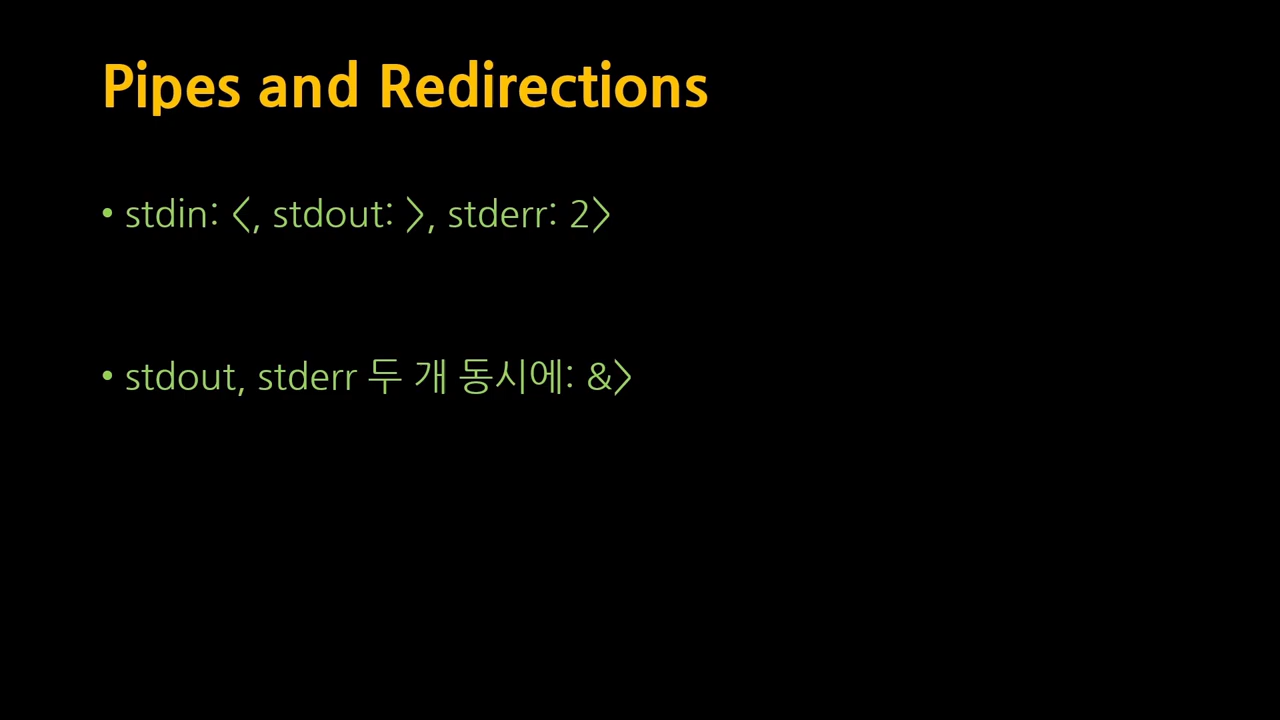 Pipes and Redirections
• stdin: <, stdout: >, stderr: 2>
• stdout, stderr 두 개 동시에: &>